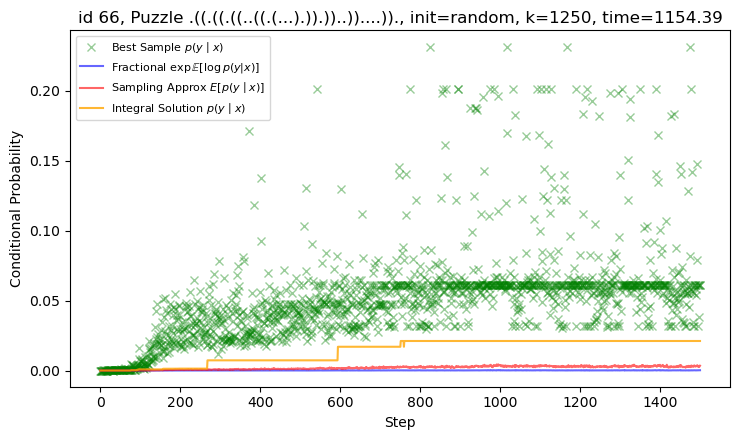 id 66, Puzzle .((.((.((..((.(...).)).))..))....))., init=random, k=1250, time=1154.39
Best Sample p(y | x)
Fractional exp𝔼[log p(y|x)]
Sampling Approx E[p(y | x)]
Integral Solution p(y | x)
0.20
0.15
0.10
0.05
0.00
Conditional Probability
0 200 400 600 800 1000 1200 1400
Step